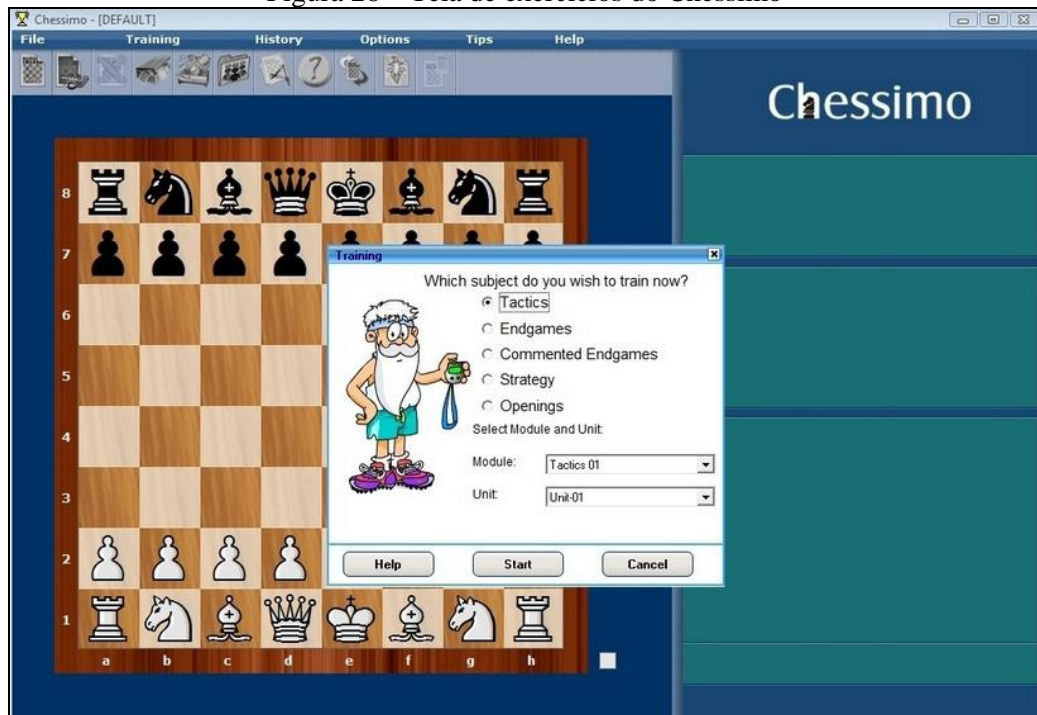 Figura 26 – Tela de exercícios do Chessimo
Chessimo - [DEFAULT]
File Training History Options Tips Help
Chessimo
8
7
Training
Which subject do you wish to train now?
Tactics
Endgames
Commented Endgames
Strategy
Openings
Select Module and Unit:
Module: Tactics 01
Unit: Unit-01
Help Start Cancel
6
5
4
3
2
1
a b c d e f g h